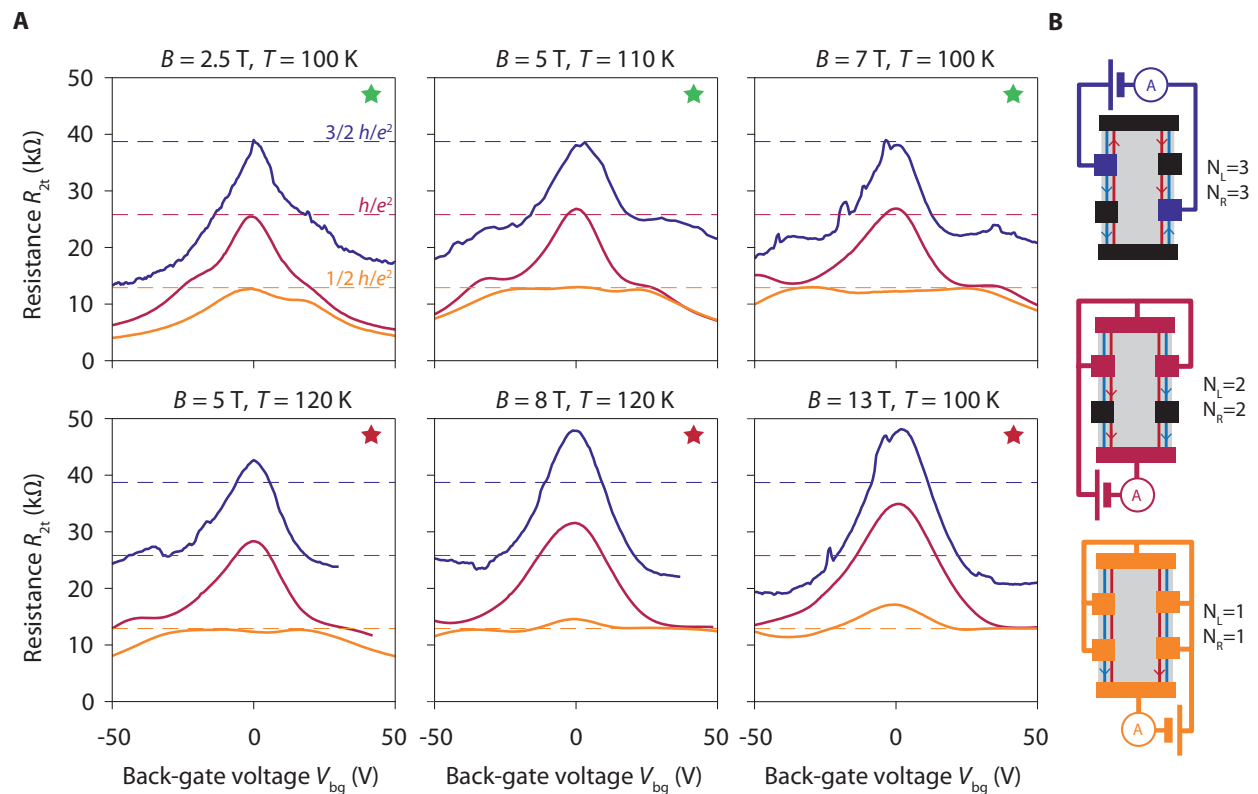 A
B
B = 2.5 T, T = 100 K
B = 5 T, T = 110 K
B = 7 T, T = 100 K
50
40
30
20
10
0
Resistance R2t (kΩ)
3/2 h/e²
h/e²
1/2 h/e²
B = 5 T, T = 120 K
B = 8 T, T = 120 K
B = 13 T, T = 100 K
50
40
30
20
10
0
Resistance R2t (kΩ)
-50
0
50
-50
0
50
-50
0
50
Back-gate voltage Vbg (V)
Back-gate voltage Vbg (V)
Back-gate voltage Vbg (V)
A
NL=3
NR=3
NL=2
NR=2
A
NL=1
NR=1
A